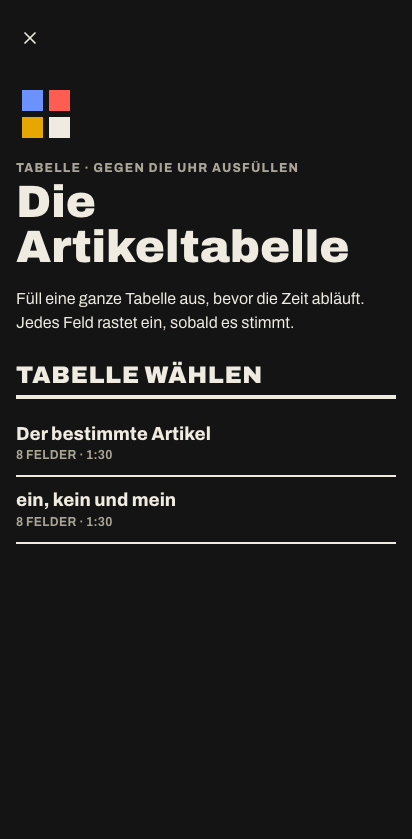 TABELLE · GEGEN DIE UHR AUSFÜLLEN
Die
Artikeltabelle
Füll eine ganze Tabelle aus, bevor die Zeit abläuft.
Jedes Feld rastet ein, sobald es stimmt.
TABELLE WÄHLEN
Der bestimmte Artikel
8 FELDER · 1:30
ein, kein und mein
8 FELDER · 1:30